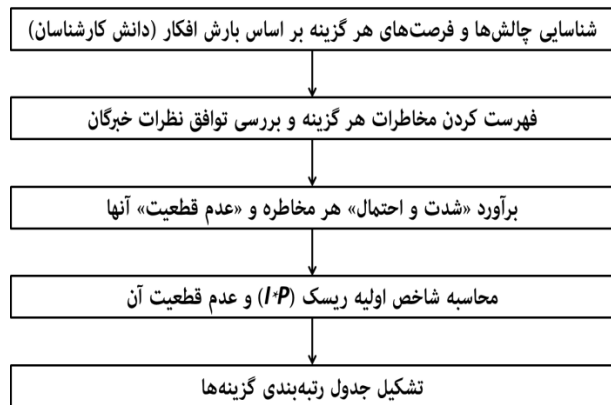 شناسایی چالش‌ها و فرصت‌های هر گزینه بر اساس بارش افکار (دانش کارشناسان)
فهرست کردن مخاطرات هر گزینه و بررسی توافق نظرات خبرگان
برآورد «شدت و احتمال» هر مخاطره و «عدم قطعیت» آنها
محاسبه شاخص اولیه ریسک (I*P) و عدم قطعیت آن
تشکیل جدول رتبه‌بندی گزینه‌ها